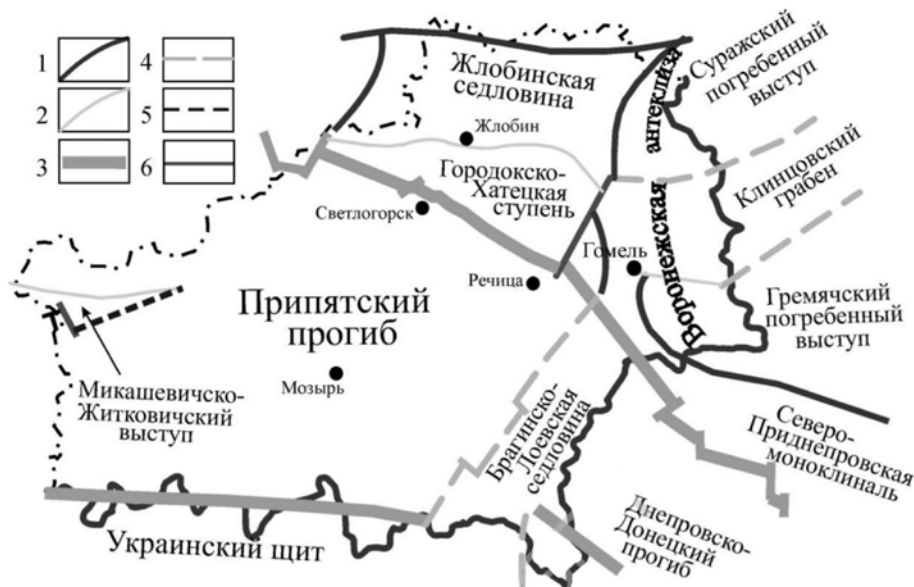 1
2
3
4
5
6
Жлобинская
седловина
Жлобин
Городокско-
Хатецкая
ступень
Светлогорск
Речица
Гомель
Воронежская антеклиза
Суражский
погребенный
выступ
Клинцовский
грабен
Гремячский
погребенный
выступ
Припятский
прогиб
Мозырь
Микашевичско-
Житковичский
выступ
Брагинско-
Лоевская
седловина
Северо-
Приднепровская
моноклиналь
Днепровско-
Донецкий
прогиб
Украинский щит